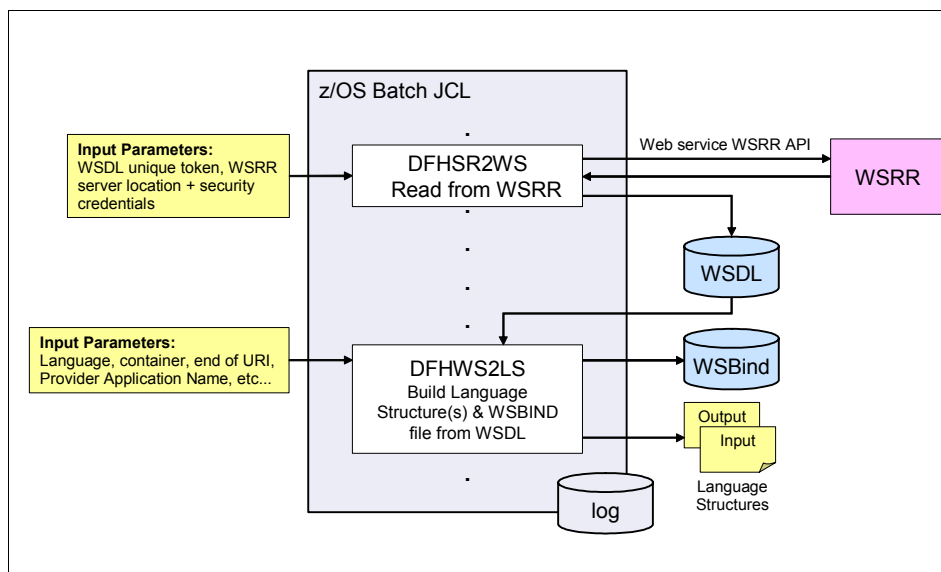 z/OS Batch JCL
Input Parameters:
WSDL unique token, WSRR
server location + security
credentials
DFHSR2WS
Read from WSRR
Web service WSRR API
WSRR
WSDL
Input Parameters:
Language, container, end of URI,
Provider Application Name, etc...
DFHWS2LS
Build Language
Structure(s) & WSBIND
file from WSDL
WSBind
Output
Input
Language
Structures
log